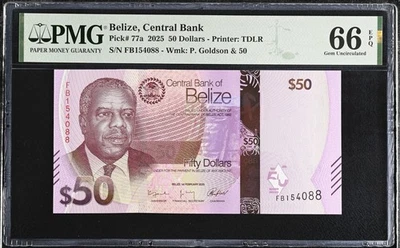 PMG
PAPER MONEY GUARANTY
Belize, Central Bank
Pick# 77a 2025 50 Dollars - Printer: TDLR
S/N FB154088 - Wmk: P. Goldson & 50
66 EPQ
Gem Uncirculated
Central Bank of
Belize
$50
FB154088
$50
Fifty Dollars
$50
FB154088